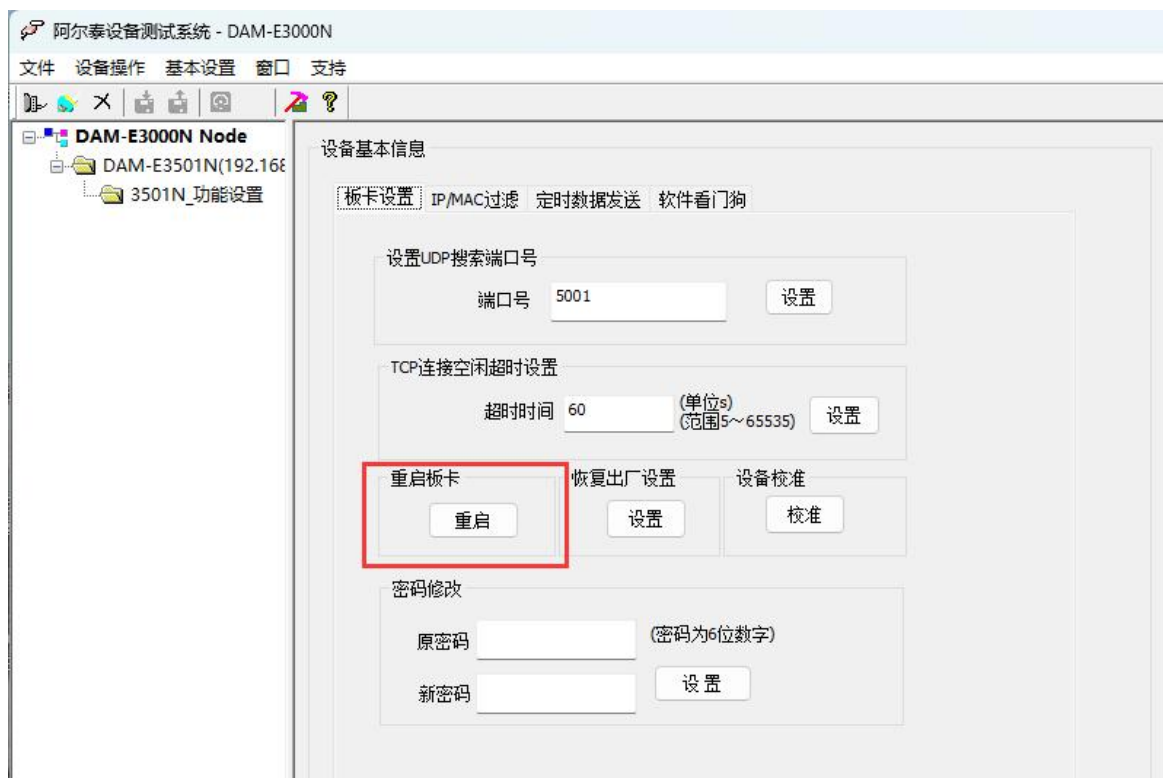 阿尔泰设备测试系统 - DAM-E3000N
文件 设备操作 基本设置 窗口 支持
DAM-E3000N Node
DAM-E3501N(192.168
3501N_功能设置
设备基本信息
板卡设置 IP/MAC过滤 定时数据发送 软件看门狗
设置UDP搜索端口号
端口号 5001 设置
TCP连接空闲超时设置
超时时间 60 (单位s)
(范围5～65535) 设置
重启板卡 恢复出厂设置 设备校准
重启 设置 校准
密码修改
原密码 (密码为6位数字)
新密码 设置